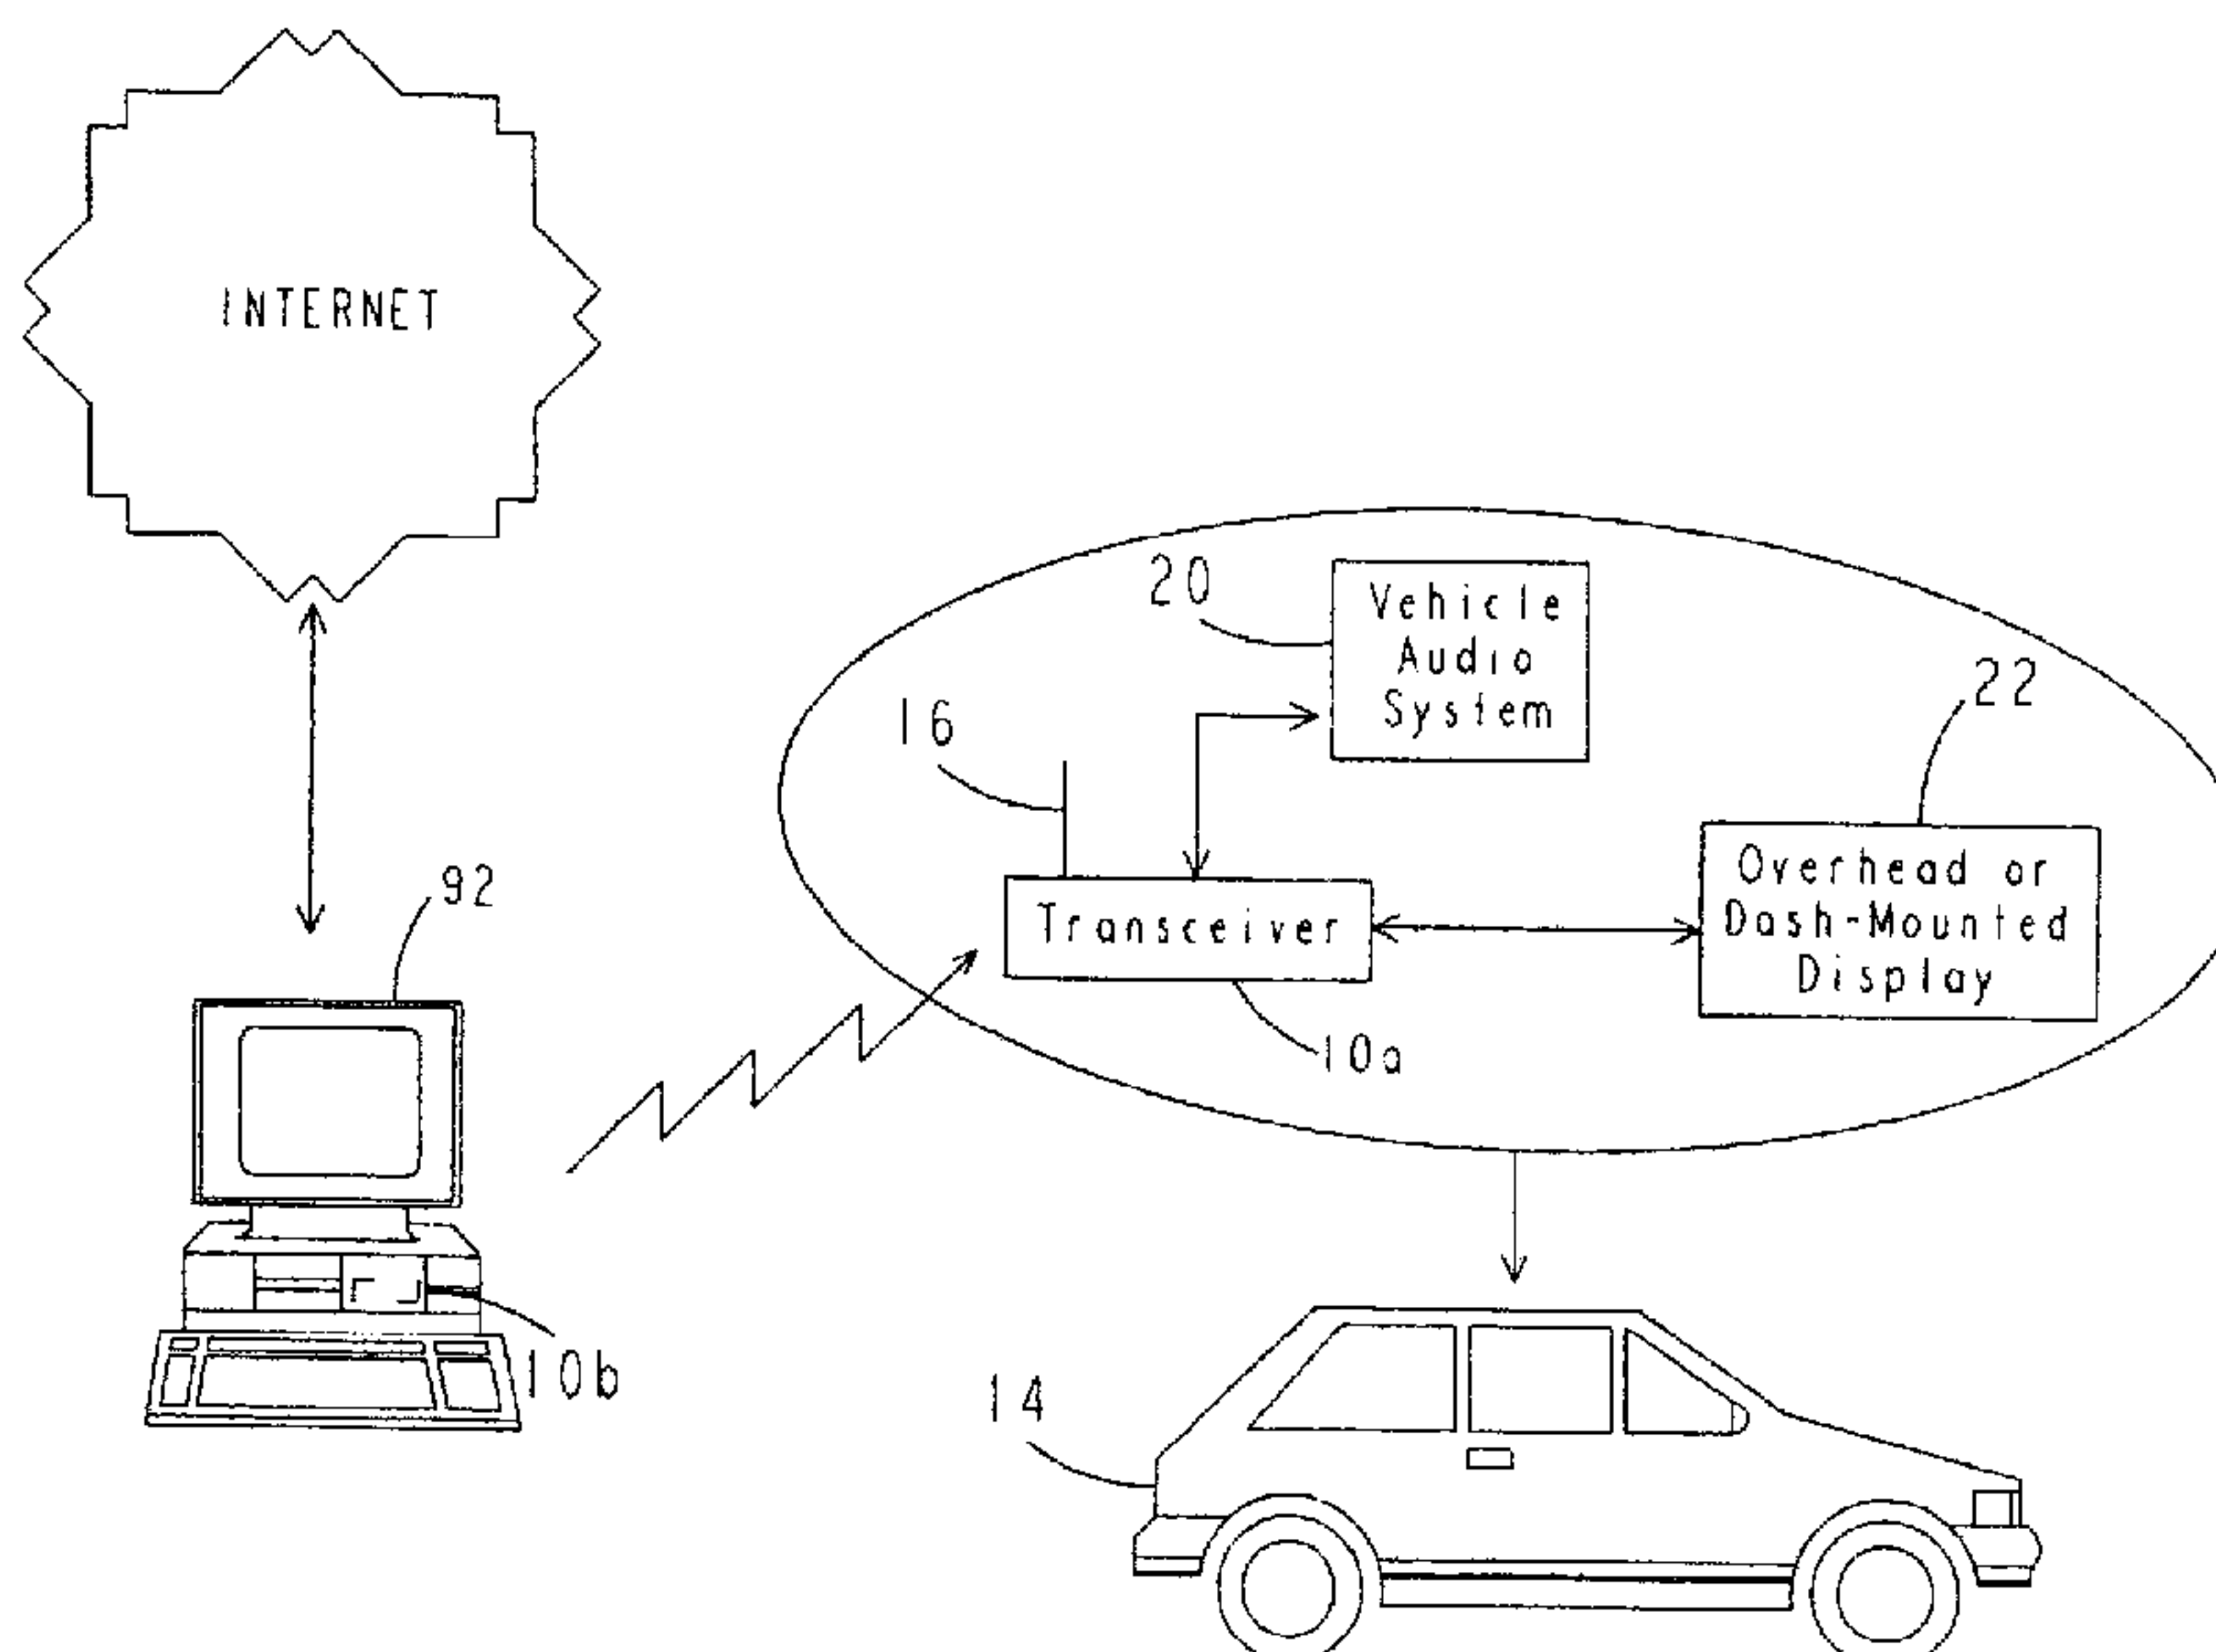 INTERNET
20
Vehicle
Audio
System
22
16
Overhead or
Dash-Mounted
Display
92
Transceiver
10a
10b
14